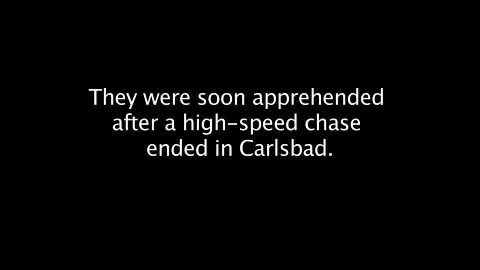 They were soon apprehended
after a high-speed chase
ended in Carlsbad.